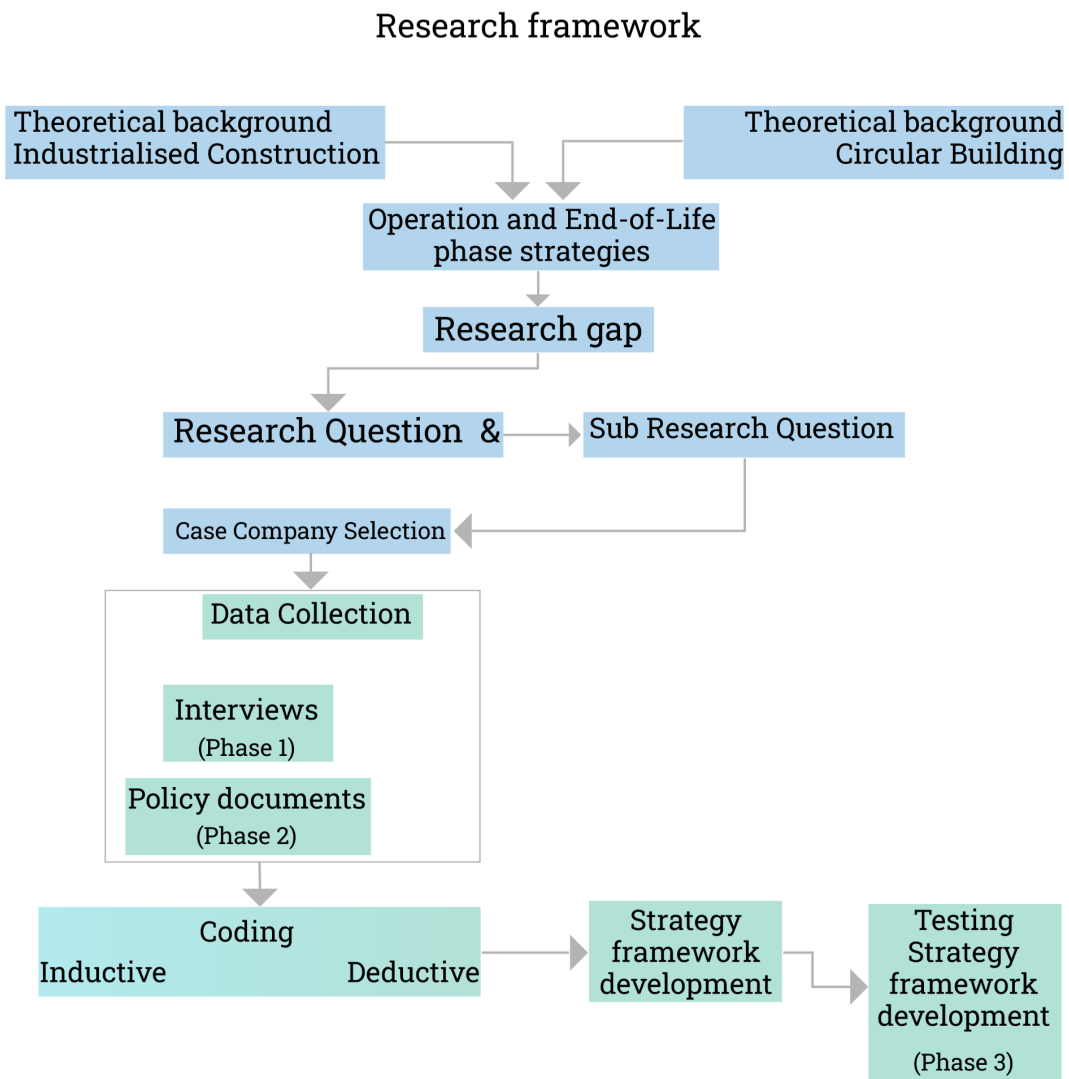 Research framework
Theoretical background
Industrialised Construction
Theoretical background
Circular Building
Operation and End-of-Life
phase strategies
Research gap
Research Question &
Sub Research Question
Case Company Selection
Data Collection
Interviews
(Phase 1)
Policy documents
(Phase 2)
Coding
Inductive
Deductive
Strategy
framework
development
Testing
Strategy
framework
development
(Phase 3)